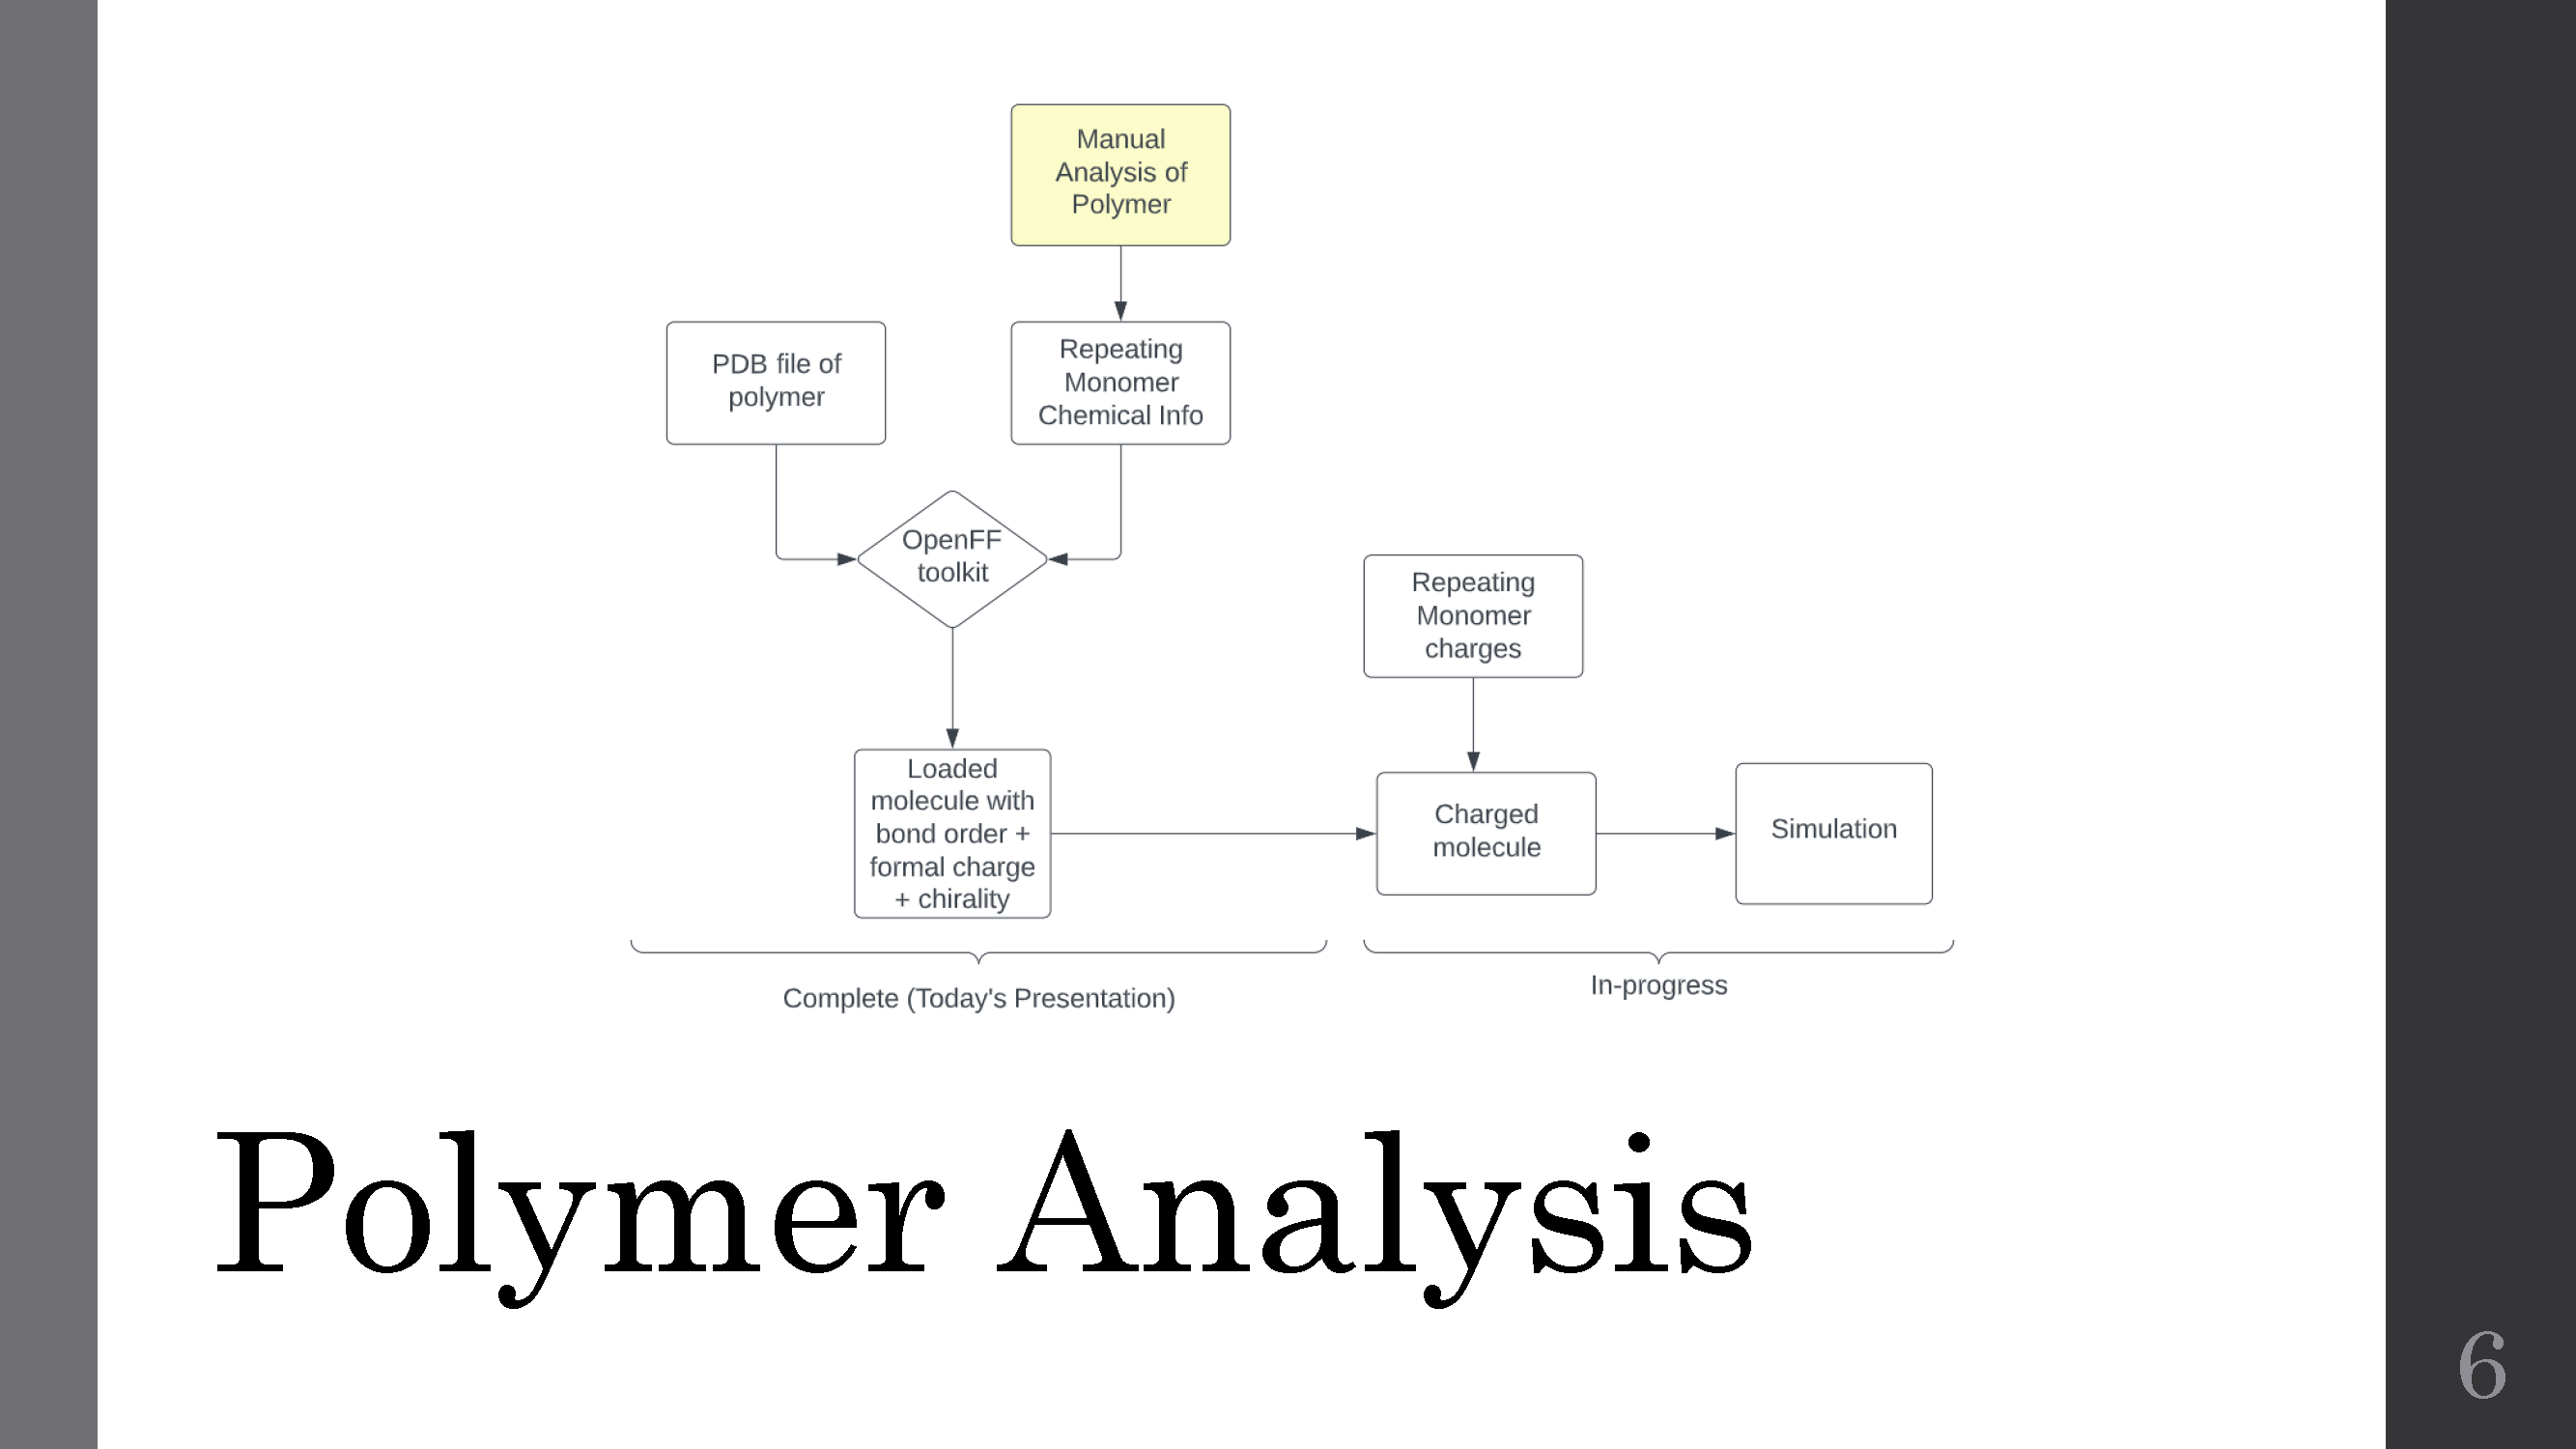 Manual
Analysis of
Polymer
PDB file of
polymer
Repeating
Monomer
Chemical Info
OpenFF
toolkit
Repeating
Monomer
charges
Loaded
molecule with
bond order +
formal charge
+ chirality
Charged
molecule
Simulation
Complete (Today's Presentation)
In-progress
Polymer Analysis
6